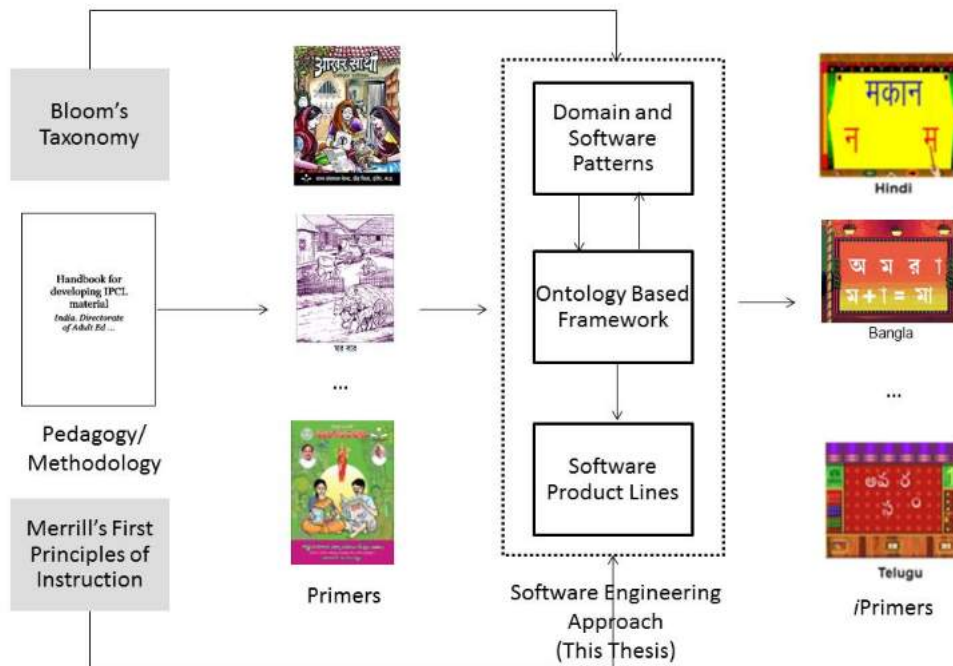 Bloom's
Taxonomy
Handbook for
developing IPCL
material
India. Directorate
of Adult Ed ...
Pedagogy/
Methodology
Merrill's First
Principles of
Instruction
आखर साथी
...
Primers
Domain and
Software
Patterns
Ontology Based
Framework
Software
Product Lines
Software Engineering
Approach
(This Thesis)
मकान
न म
Hindi
অ ম র া
ম + া = মা
Bangla
...
Telugu
iPrimers